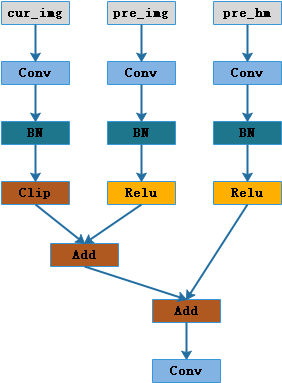 cur_img pre_img pre_hm
Conv Conv Conv
BN BN BN
Clip Relu Relu
Add
Add
Conv